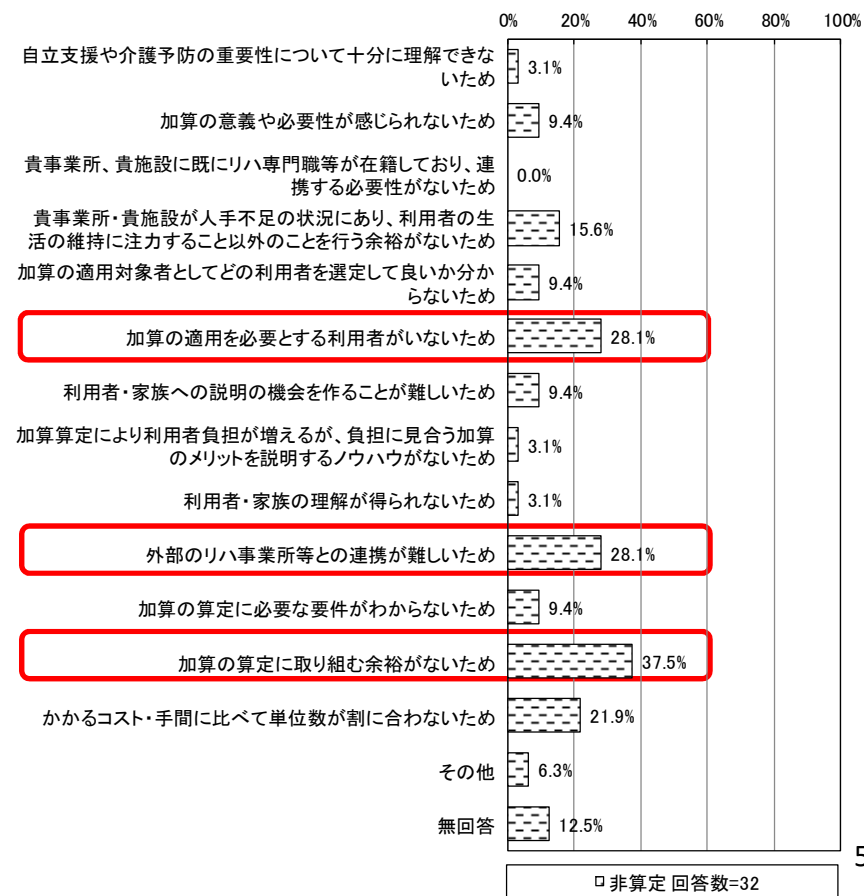 0% 20% 40% 60% 80% 100%
自立支援や介護予防の重要性について十分に理解できな
いため
3.1%
加算の意義や必要性が感じられないため
9.4%
貴事業所、貴施設に既にリハ専門職等が在籍しており、連
携する必要性がないため
0.0%
貴事業所・貴施設が人手不足の状況にあり、利用者の生
活の維持に注力すること以外のことを行う余裕がないため
15.6%
加算の適用対象者としてどの利用者を選定して良いか分か
らないため
9.4%
加算の適用を必要とする利用者がいないため
28.1%
利用者・家族への説明の機会を作ることが難しいため
9.4%
加算算定により利用者負担が増えるが、負担に見合う加算
のメリットを説明するノウハウがないため
3.1%
利用者・家族の理解が得られないため
3.1%
外部のリハ事業所等との連携が難しいため
28.1%
加算の算定に必要な要件がわからないため
9.4%
加算の算定に取り組む余裕がないため
37.5%
かかるコスト・手間に比べて単位数が割に合わないため
21.9%
その他
6.3%
無回答
12.5%
5
非算定 回答数=32